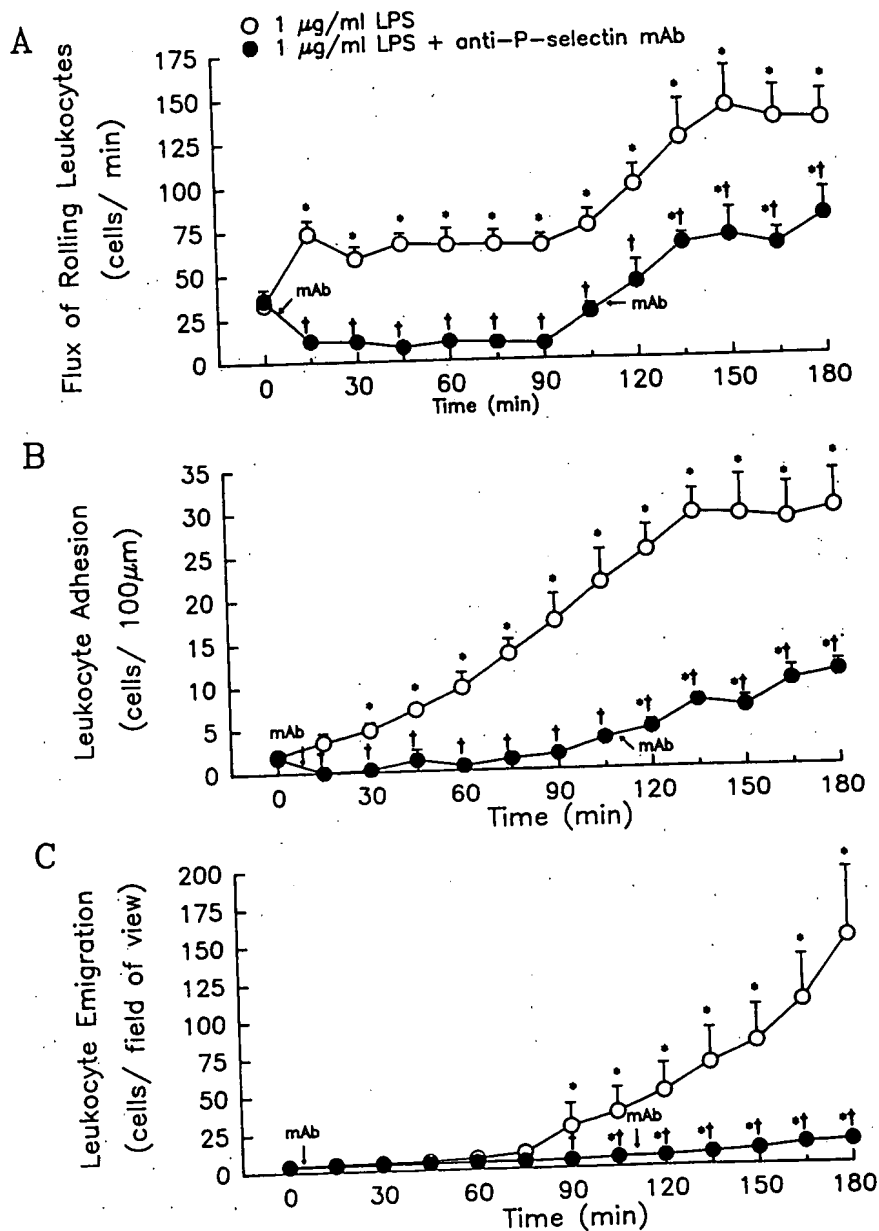 ○ 1 μg/ml LPS
● 1 μg/ml LPS + anti-P-selectin mAb
A
Flux of Rolling Leukocytes
(cells/ min)
175
150
125
100
75
50
25
0
* * * * * * * * * * * *
† † † † † † † † *† *† *† *†
mAb
mAb
0 30 60 90 120 150 180
Time (min)
B
Leukocyte Adhesion
(cells/ 100μm)
35
30
25
20
15
10
5
0
* * * * * * * * * * *
† † † † † † † *† *† *† *† *†
mAb
mAb
0 30 60 90 120 150 180
Time (min)
C
Leukocyte Emigration
(cells/ field of view)
200
175
150
125
100
75
50
25
0
* * * * * * *
† *† *† *† *† *† *†
mAb
mAb
0 30 60 90 120 150 180
Time (min)